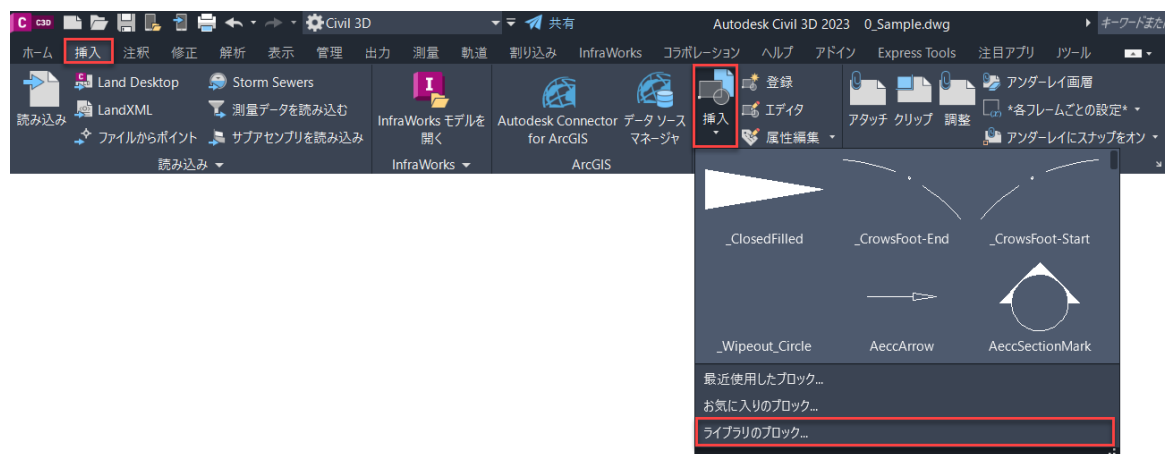 C C3D Civil 3D 共有 Autodesk Civil 3D 2023 0_Sample.dwg キーワードまた
ホーム 挿入 注釈 修正 解析 表示 管理 出力 測量 軌道 割り込み InfraWorks コラボレーション ヘルプ アドイン Express Tools 注目アプリ Jツール
読み込み
Land Desktop
LandXML
ファイルからポイント
Storm Sewers
測量データを読み込む
サブアセンブリを読み込み
読み込み
InfraWorks モデルを
開く
InfraWorks
Autodesk Connector
for ArcGIS
データ ソース
マネージャ
ArcGIS
挿入
登録
エディタ
属性編集
アタッチ クリップ 調整
アンダーレイ画層
*各フレームごとの設定*
アンダーレイにスナップをオン
_ClosedFilled _CrowsFoot-End _CrowsFoot-Start
_Wipeout_Circle AeccArrow AeccSectionMark
最近使用したブロック...
お気に入りのブロック...
ライブラリのブロック...